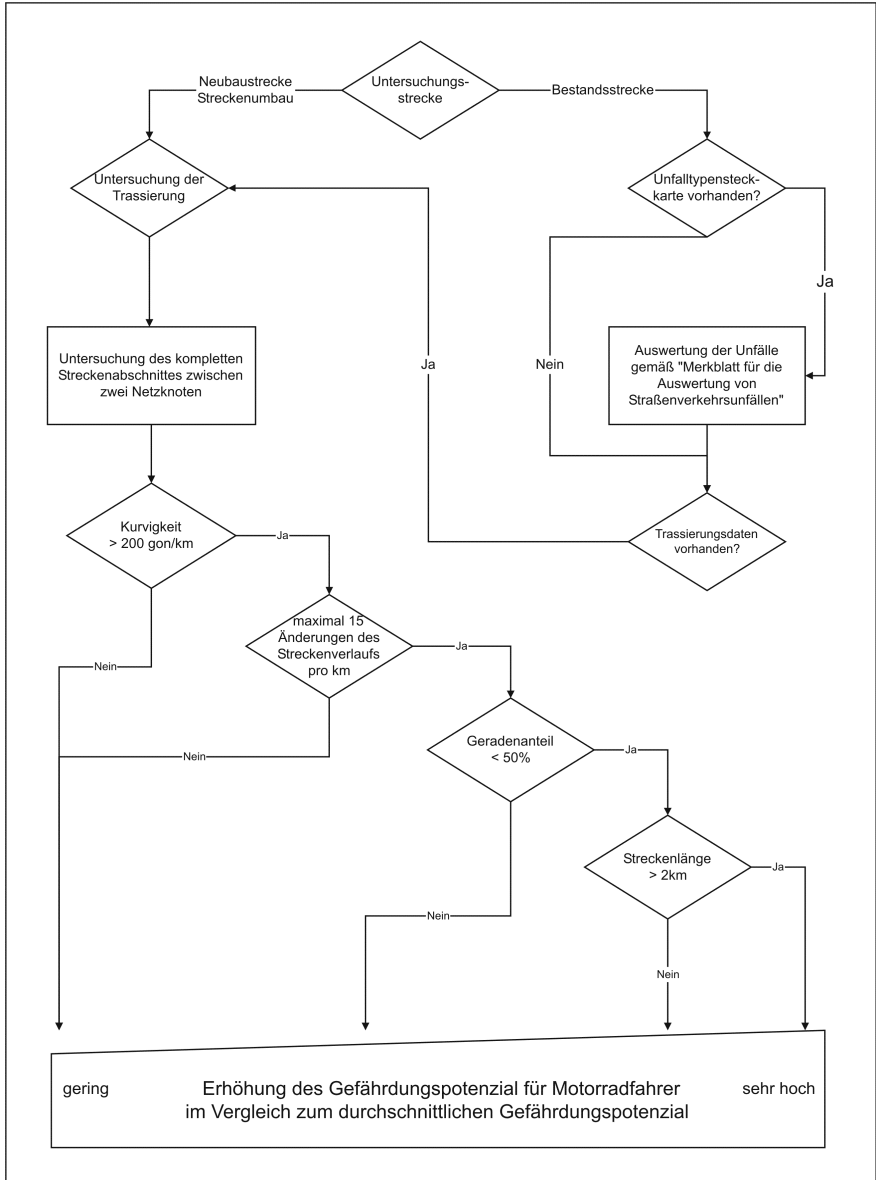 Neubaustrecke
Streckenumbau
Untersuchungs-
strecke
Bestandsstrecke
Untersuchung der
Trassierung
Unfalltypensteck-
karte vorhanden?
Ja
Untersuchung des kompletten
Streckenabschnittes zwischen
zwei Netzknoten
Ja
Nein
Auswertung der Unfälle
gemäß "Merkblatt für die
Auswertung von
Straßenverkehrsunfällen"
Kurvigkeit
> 200 gon/km
Ja
Trassierungsdaten
vorhanden?
maximal 15
Änderungen des
Streckenverlaufs
pro km
Ja
Nein
Nein
Geradenanteil
< 50%
Ja
Streckenlänge
> 2km
Ja
Nein
Nein
gering
Erhöhung des Gefährdungspotenzial für Motorradfahrer
im Vergleich zum durchschnittlichen Gefährdungspotenzial
sehr hoch